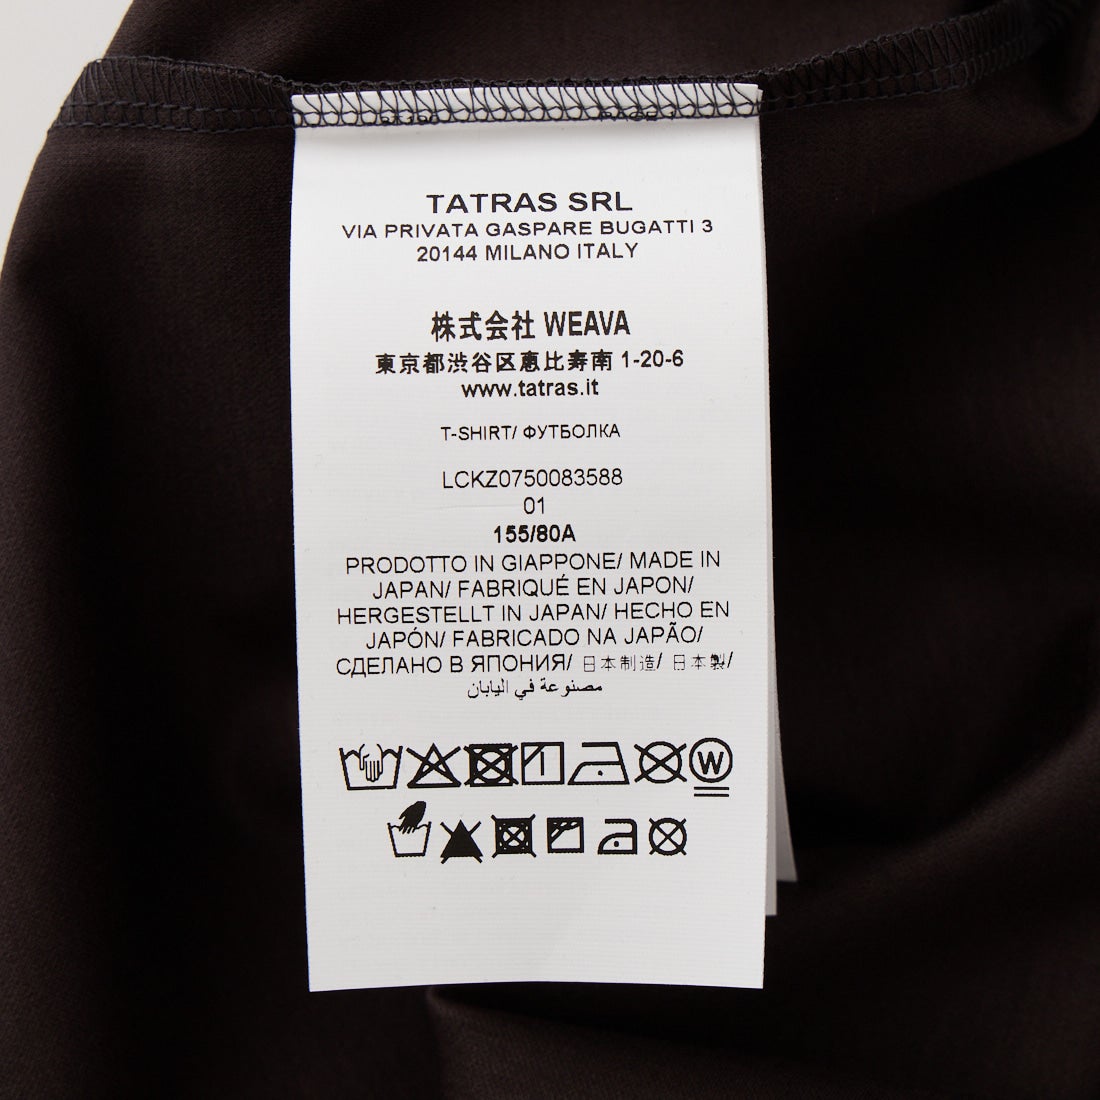 PAGE 1
TATRAS SRL
VIA PRIVATA GASPARE BUGATTI 3
20144 MILANO ITALY
株式会社 WEAVA
東京都渋谷区恵比寿南 1-20-6
www.tatras.it
T-SHIRT/ ФУТБОЛКА
LCKZ0750083588
01
155/80A
PRODOTTO IN GIAPPONE/ MADE IN
JAPAN/ FABRIQUÉ EN JAPON/
HERGESTELLT IN JAPAN/ HECHO EN
JAPÓN/ FABRICADO NA JAPÃO/
СДЕЛАНО В ЯПОНИЯ/ 日本制造/ 日本製/
مصنوعة في اليابان
W